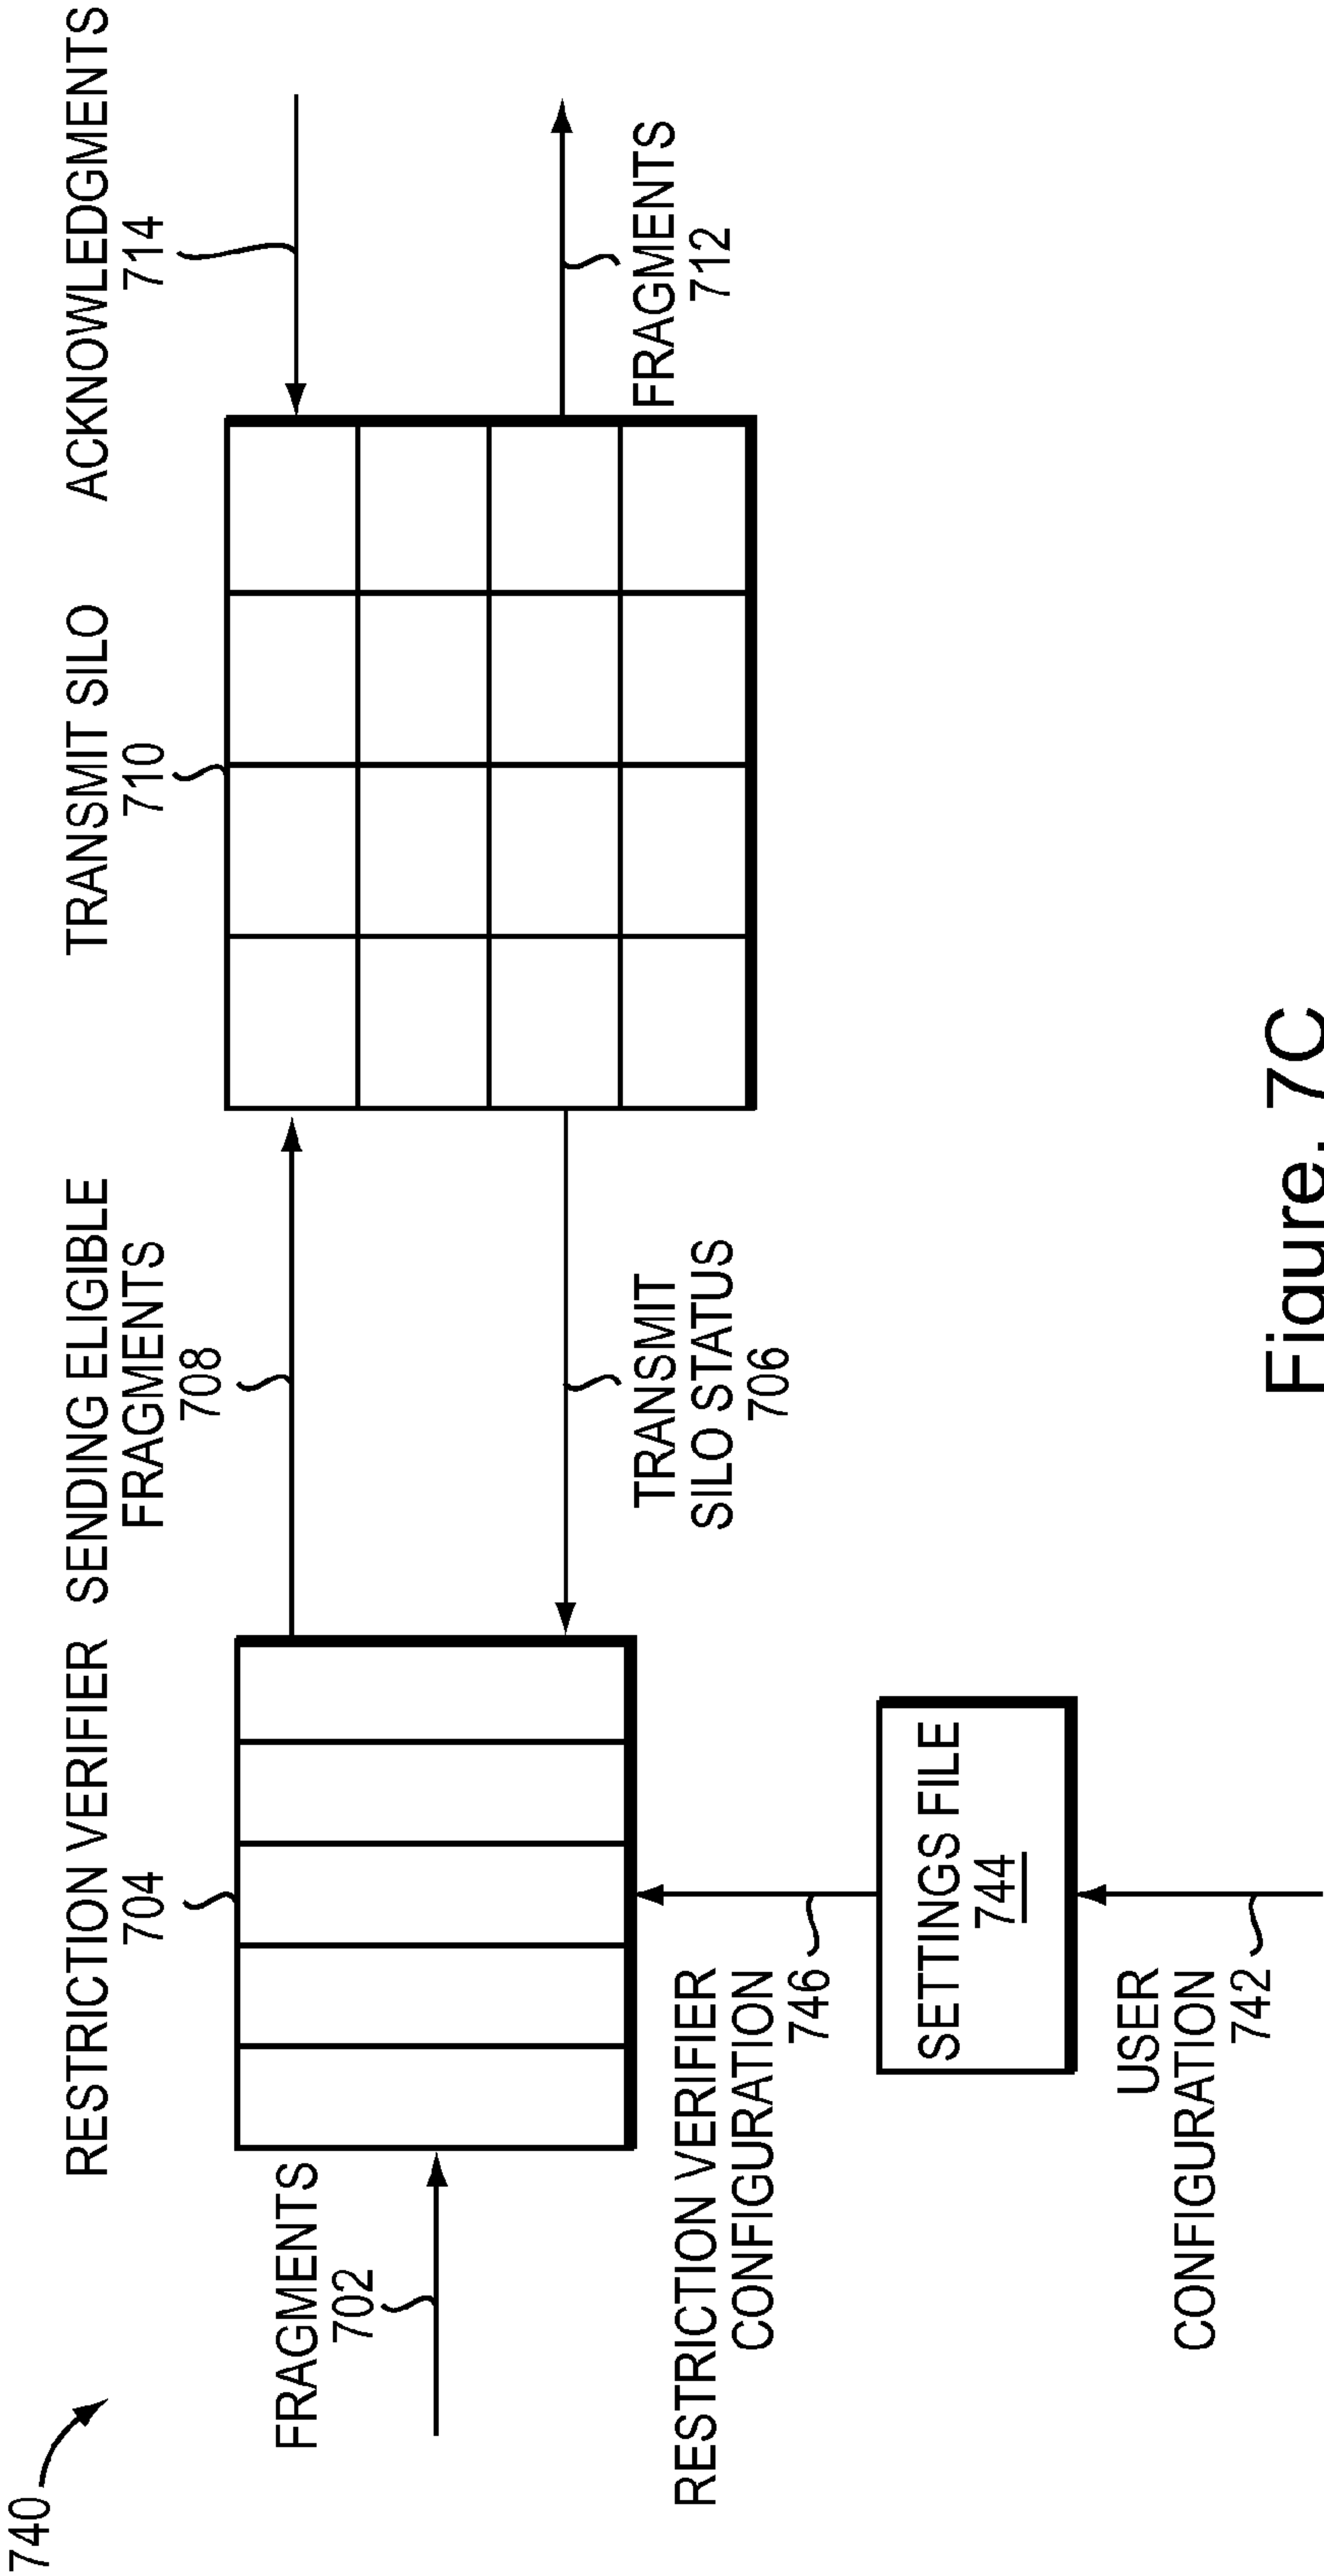 740
RESTRICTION VERIFIER
704
SENDING ELIGIBLE
FRAGMENTS
708
TRANSMIT SILO
710
ACKNOWLEDGMENTS
714
FRAGMENTS
702
TRANSMIT
SILO STATUS
706
FRAGMENTS
712
RESTRICTION VERIFIER
CONFIGURATION
746
SETTINGS FILE
744
USER
CONFIGURATION
742
Figure. 7C